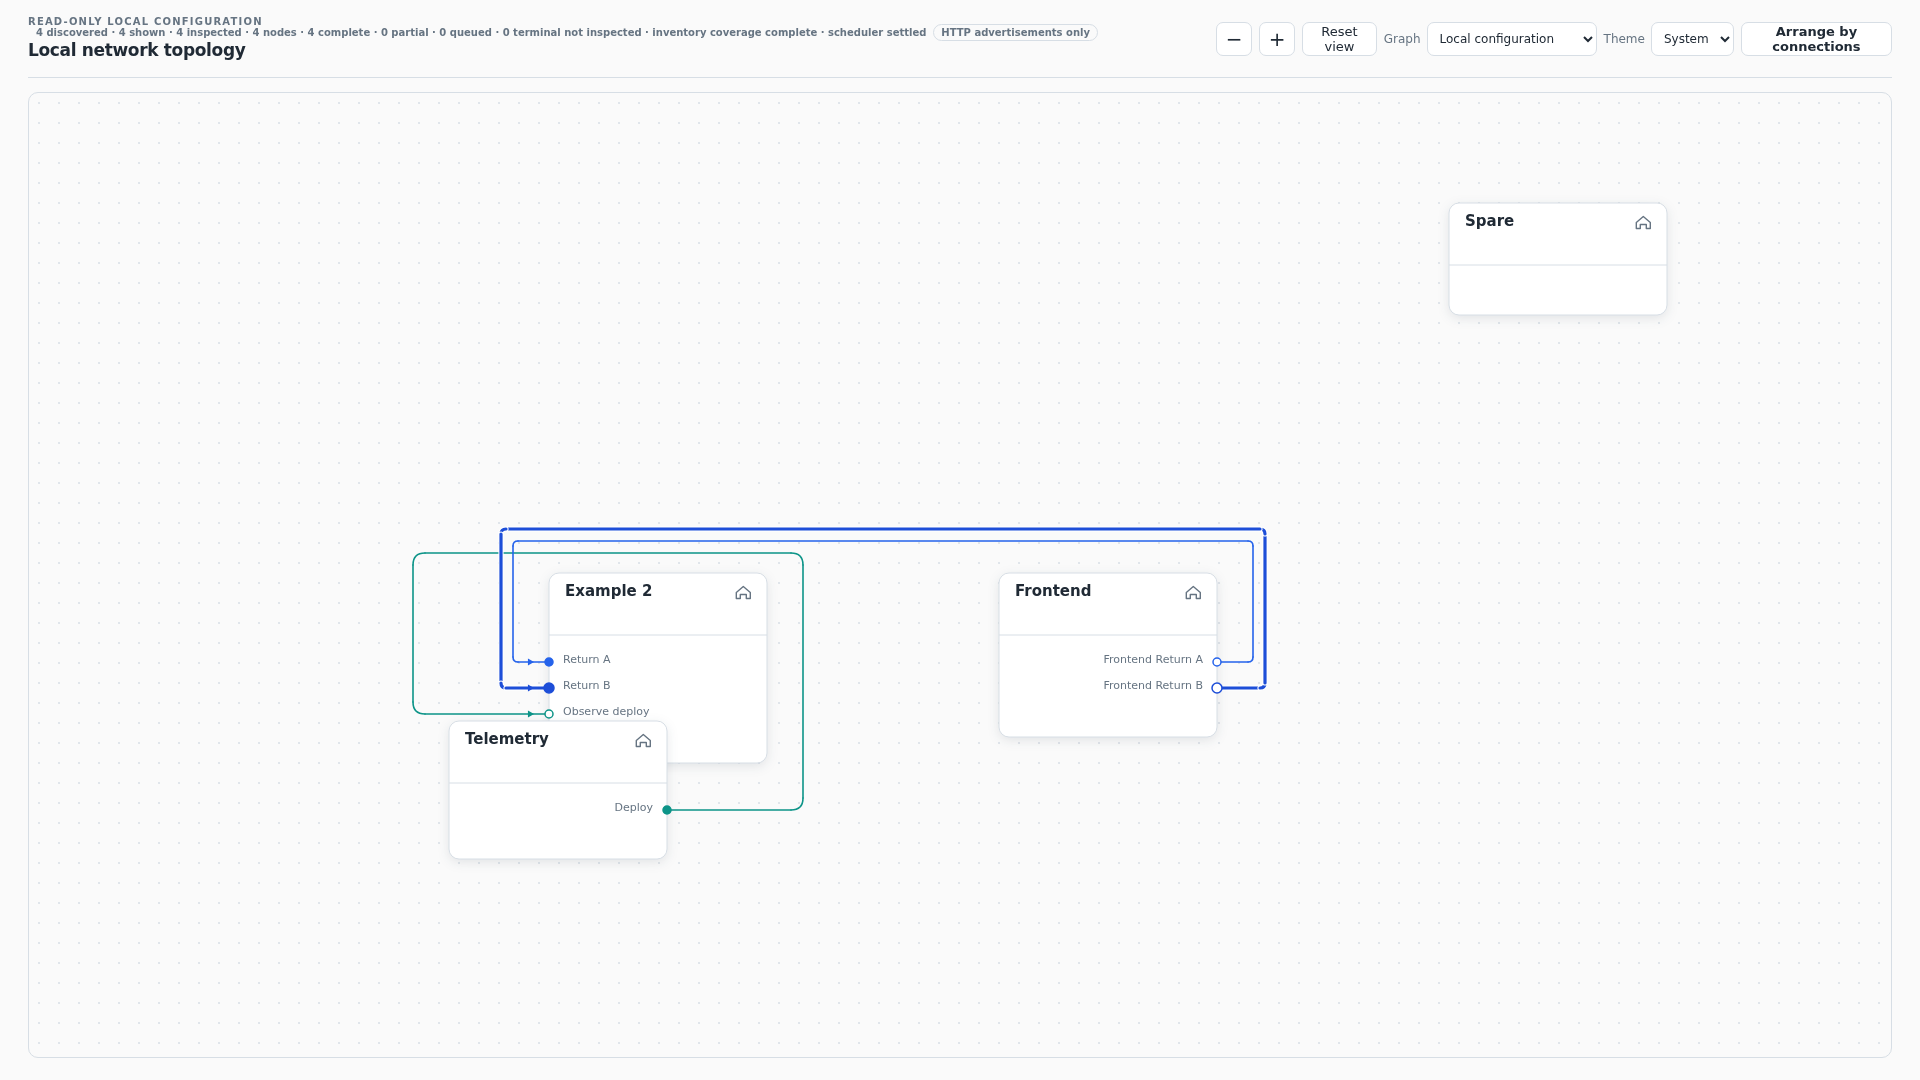 READ-ONLY LOCAL CONFIGURATION
4 discovered · 4 shown · 4 inspected · 4 nodes · 4 complete · 0 partial · 0 queued · 0 terminal not inspected · inventory coverage complete · scheduler settled HTTP advertisements only
Local network topology
− + Reset view Graph Local configuration Theme System Arrange by connections
Spare
Example 2
Return A
Return B
Observe deploy
Frontend
Frontend Return A
Frontend Return B
Telemetry
Deploy